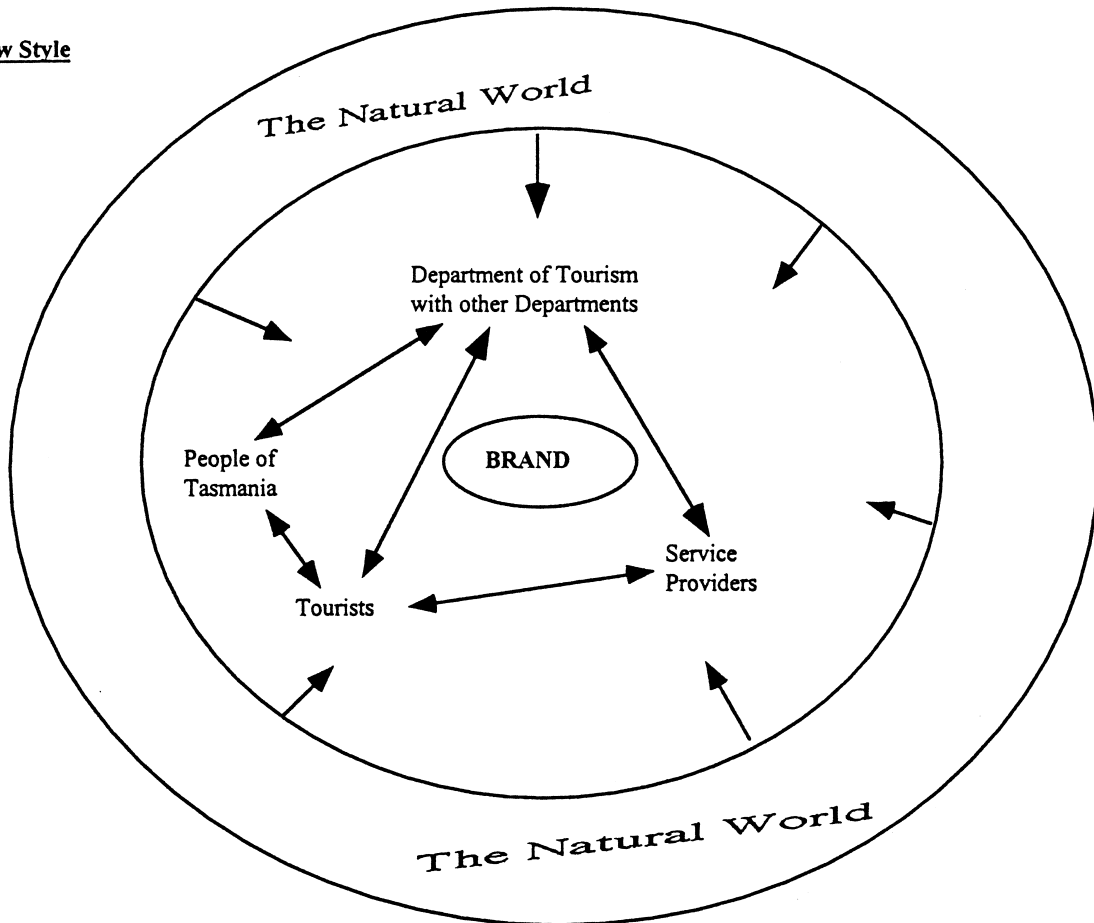 Style
The Natural World
Department of Tourism
with other Departments
People of
Tasmania
BRAND
Service
Providers
Tourists
The Natural World